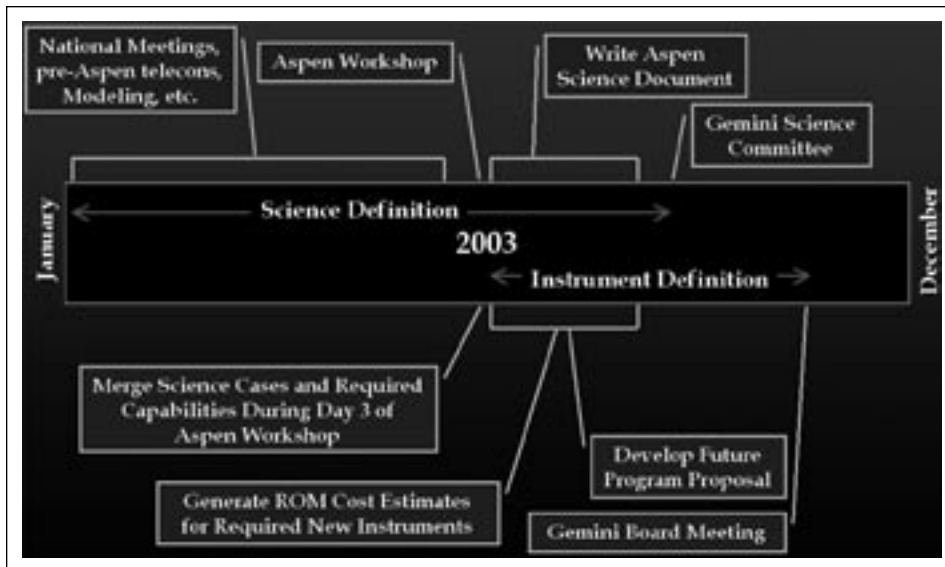 National Meetings,
pre-Aspen telecons,
Modeling, etc.
Aspen Workshop
Write Aspen
Science Document
Gemini Science
Committee
January
Science Definition
2003
Instrument Definition
December
Merge Science Cases and Required
Capabilities During Day 3 of
Aspen Workshop
Develop Future
Program Proposal
Generate ROM Cost Estimates
for Required New Instruments
Gemini Board Meeting